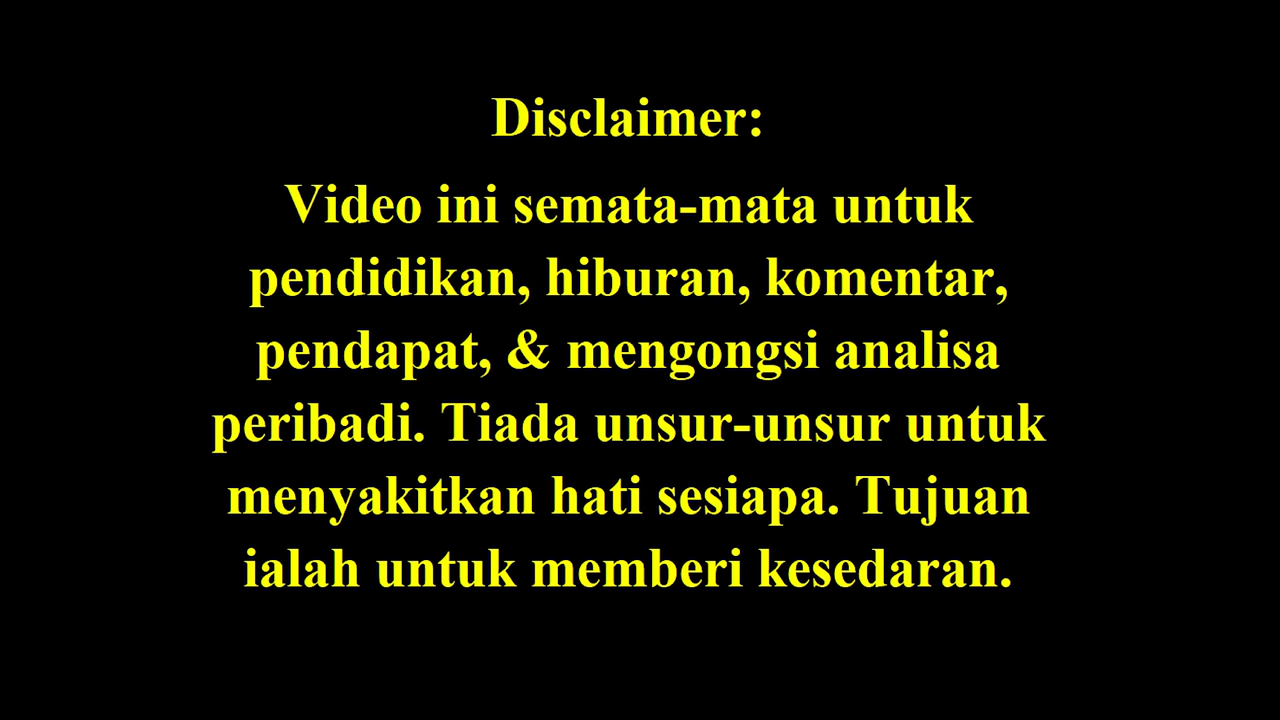 Disclaimer:
Video ini semata-mata untuk
pendidikan, hiburan, komentar,
pendapat, & mengongsi analisa
peribadi. Tiada unsur-unsur untuk
menyakitkan hati sesiapa. Tujuan
ialah untuk memberi kesedaran.